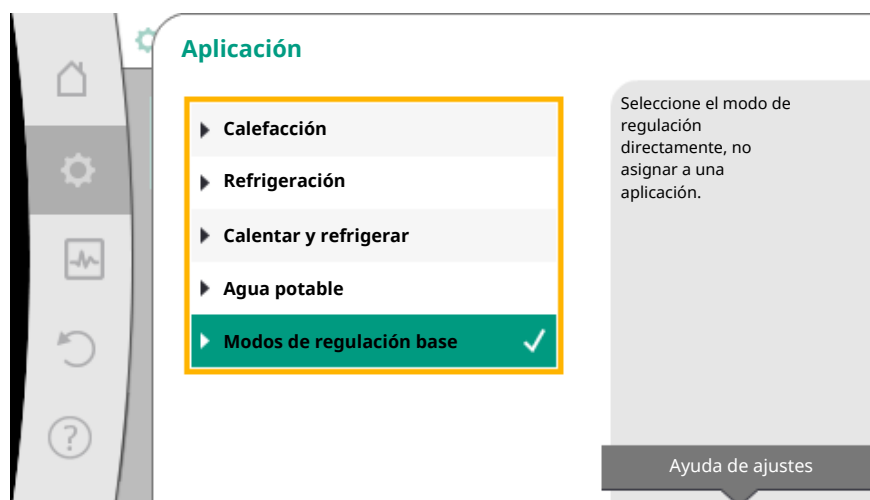 Aplicación
Calefacción
Refrigeración
Calentar y refrigerar
Agua potable
Modos de regulación base
Seleccione el modo de
regulación
directamente, no
asignar a una
aplicación.
Ayuda de ajustes
?